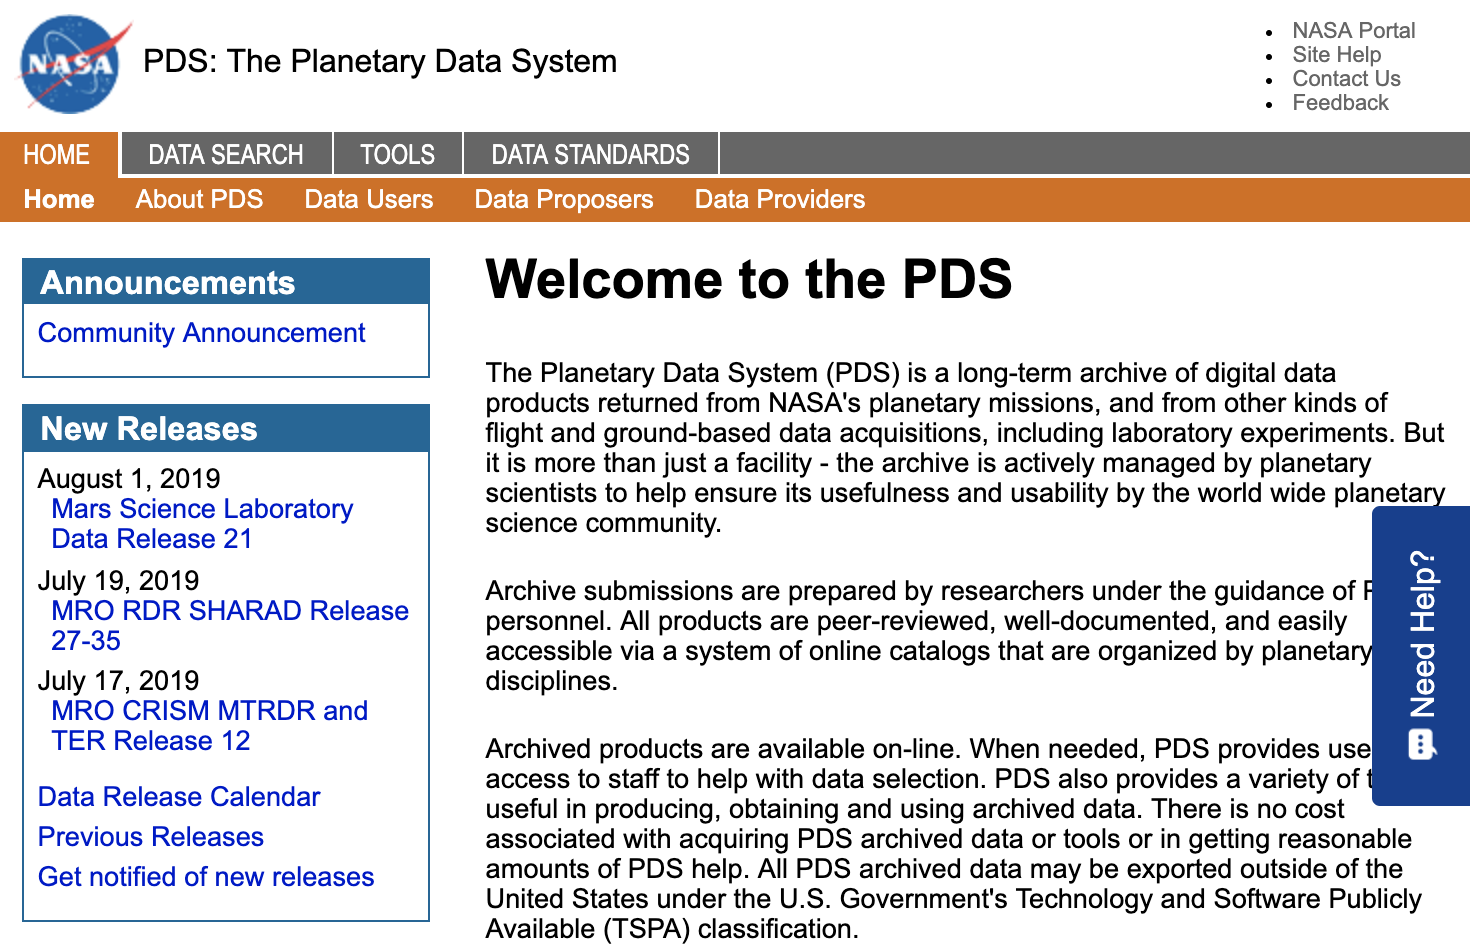 NASA
PDS: The Planetary Data System
NASA Portal
Site Help
Contact Us
Feedback
HOME
DATA SEARCH
TOOLS
DATA STANDARDS
Home
About PDS
Data Users
Data Proposers
Data Providers
Announcements
Community Announcement
New Releases
August 1, 2019
Mars Science Laboratory
Data Release 21
July 19, 2019
MRO RDR SHARAD Release
27-35
July 17, 2019
MRO CRISM MTRDR and
TER Release 12
Data Release Calendar
Previous Releases
Get notified of new releases
Welcome to the PDS
The Planetary Data System (PDS) is a long-term archive of digital data
products returned from NASA's planetary missions, and from other kinds of
flight and ground-based data acquisitions, including laboratory experiments. But
it is more than just a facility - the archive is actively managed by planetary
scientists to help ensure its usefulness and usability by the world wide planetary
science community.
Archive submissions are prepared by researchers under the guidance of
personnel. All products are peer-reviewed, well-documented, and easily
accessible via a system of online catalogs that are organized by planetary
disciplines.
Archived products are available on-line. When needed, PDS provides
access to staff to help with data selection. PDS also provides a variety of
useful in producing, obtaining and using archived data. There is no cost
associated with acquiring PDS archived data or tools or in getting reasonable
amounts of PDS help. All PDS archived data may be exported outside of the
United States under the U.S. Government's Technology and Software Publicly
Available (TSPA) classification.
Need Help?